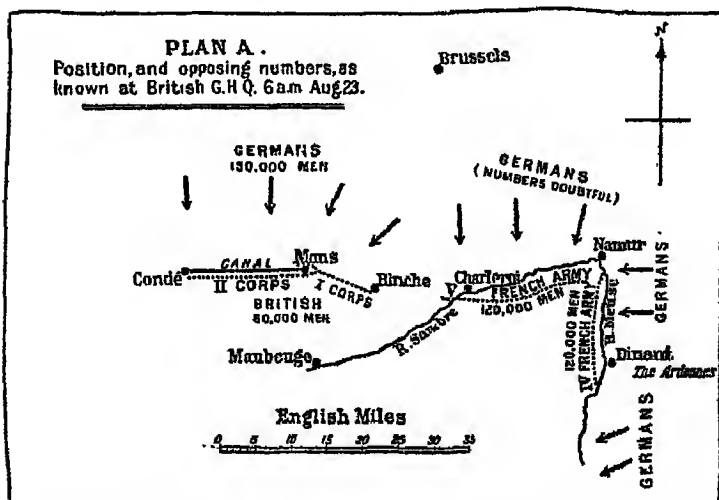 PLAN A.
Position, and opposing numbers, as
known at British G.H.Q. 6 a.m Aug. 23.
N
Brussels
GERMANS
130,000 MEN
GERMANS
(NUMBERS DOUBTFUL)
Namur
GERMANS
CANAL
Mons
Condé
II CORPS
I CORPS
Binche
BRITISH
80,000 MEN
V
Charleroi
FRENCH ARMY
120,000 MEN
R. Sambre
Maubeuge
120,000 MEN
IV FRENCH ARMY
R. Meuse
Dinant
The Ardennes
English Miles
0 5 10 15 20 25 30 35
GERMANS